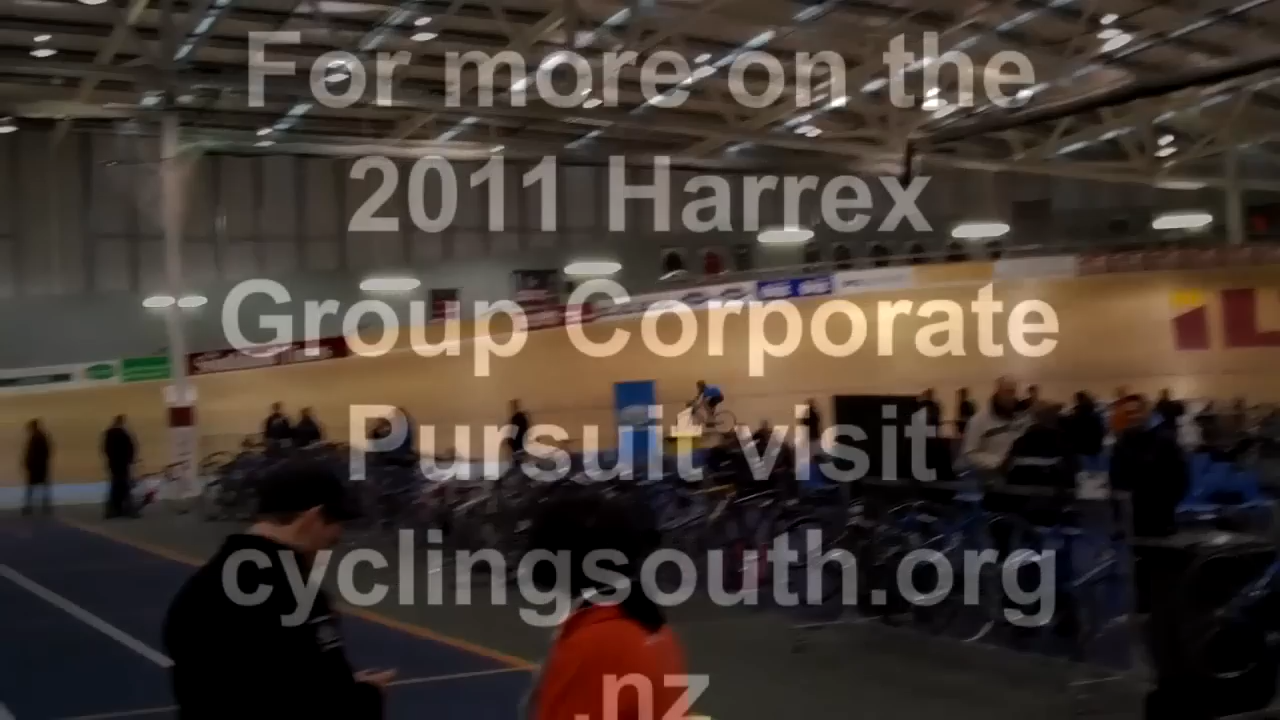 For more on the
2011 Harrex
Group Corporate
Pursuit visit
cyclingsouth.org
.nz